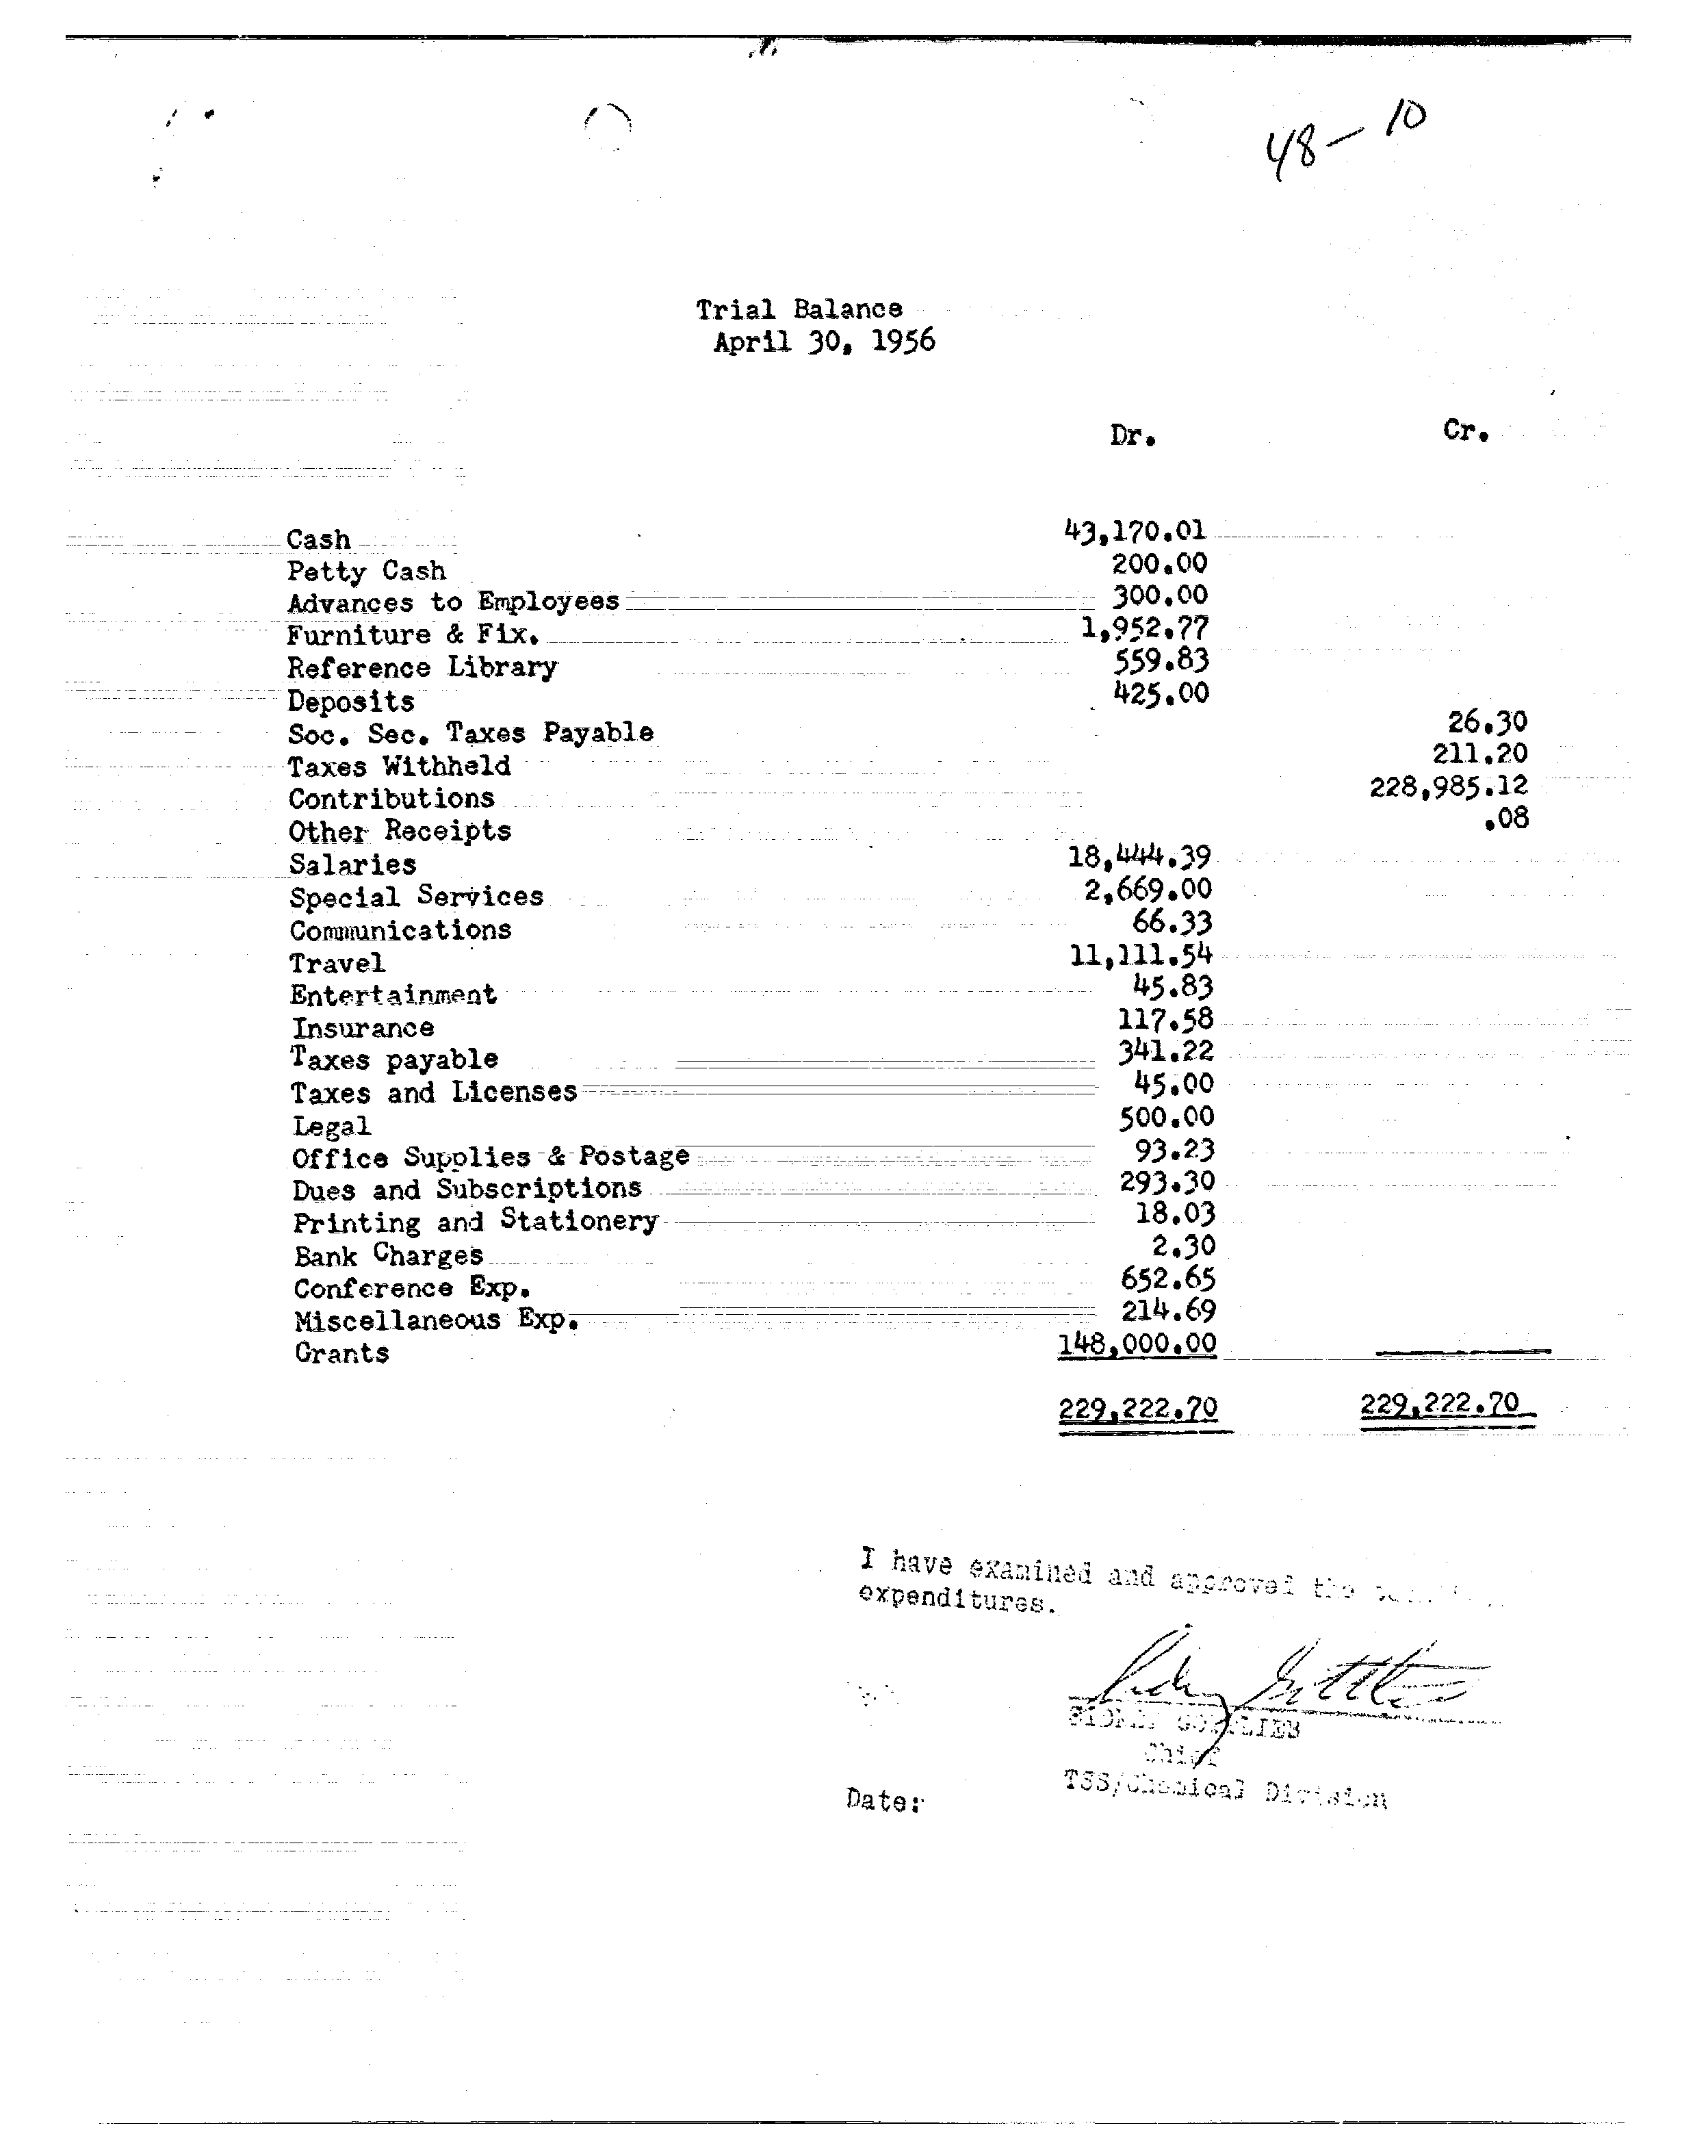 48-10
Trial Balance
April 30, 1956
Dr. Cr.
Cash 43,170.01
Petty Cash 200.00
Advances to Employees 300.00
Furniture & Fix. 1,952.77
Reference Library 559.83
Deposits 425.00
Soc. Sec. Taxes Payable 26.30
Taxes Withheld 211.20
Contributions 228,985.12
Other Receipts .08
Salaries 18,444.39
Special Services 2,669.00
Communications 66.33
Travel 11,111.54
Entertainment 45.83
Insurance 117.58
Taxes payable 341.22
Taxes and Licenses 45.00
Legal 500.00
Office Supplies & Postage 93.23
Dues and Subscriptions 293.30
Printing and Stationery 18.03
Bank Charges 2.30
Conference Exp. 652.65
Miscellaneous Exp. 214.69
Grants 148,000.00
229,222.70 229,222.70
I have examined and approved the
expenditures.
Sidney Gottlieb
SIDNEY GOTTLIEB
Chief
TSS/Chemical Division
Date: